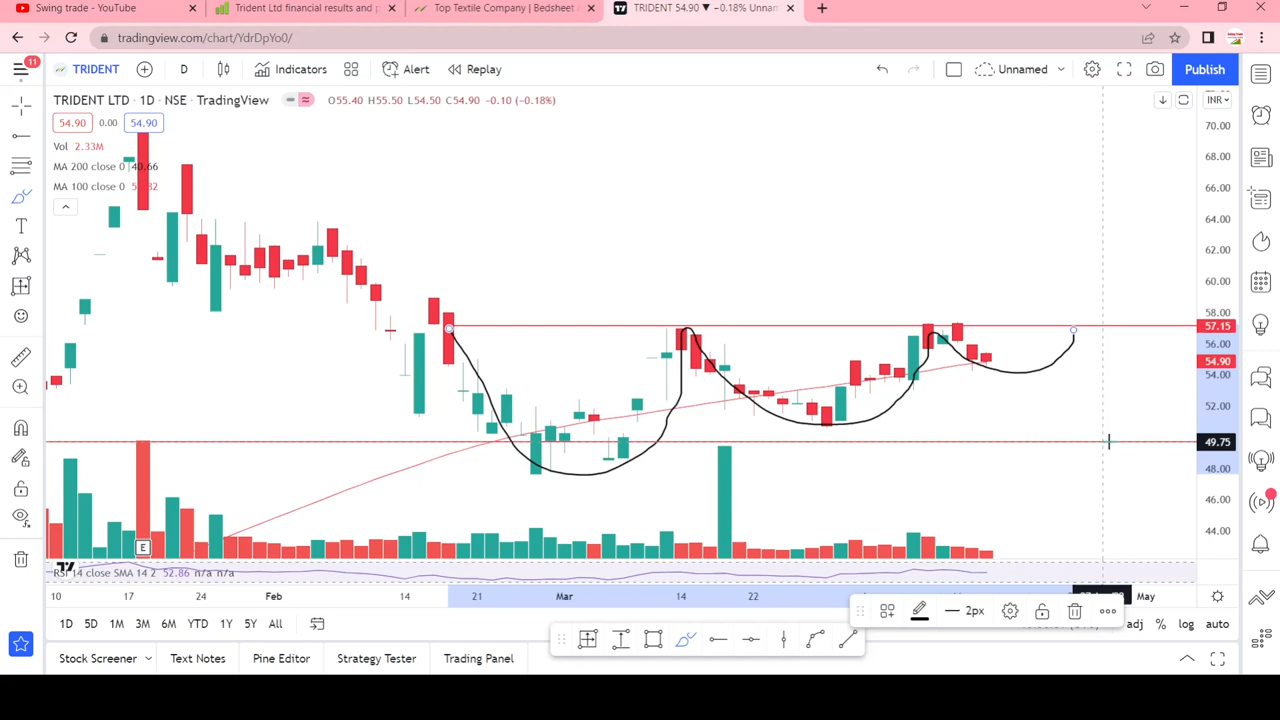 Swing trade - YouTube
Trident Ltd financial results and p
Top Textile Company | Bedsheet
TRIDENT 54.90 ▼ −0.18% Unnam
tradingview.com/chart/YdrDpYo0/
11
TRIDENT
D
Indicators
Alert
Replay
Unnamed
Publish
TRIDENT LTD · 1D · NSE · TradingView
O55.40 H55.50 L54.50 C54.90 −0.10 (−0.18%)
INR
54.90
0.00
54.90
Vol 2.33M
MA 200 close 0 40.66
MA 100 close 0
70.00
68.00
66.00
64.00
62.00
60.00
58.00
57.15
56.00
54.90
54.00
52.00
49.75
48.00
46.00
44.00
E
RSI 14 close SMA 14 2 52.86 n/a n/a
10
17
24
Feb
14
21
Mar
14
22
May
1D
5D
1M
3M
6M
YTD
1Y
5Y
All
2px
adj
%
log
auto
Stock Screener
Text Notes
Pine Editor
Strategy Tester
Trading Panel